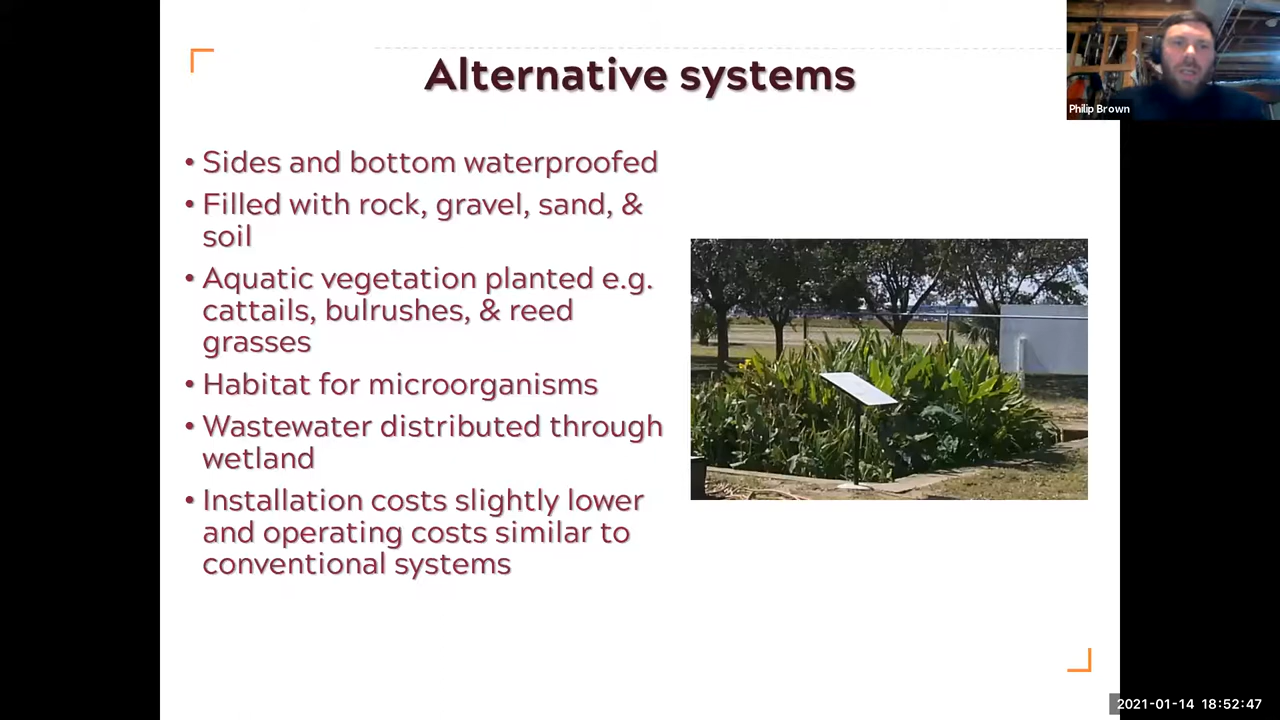 Alternative systems
Philip Brown
• Sides and bottom waterproofed
• Filled with rock, gravel, sand, &
soil
• Aquatic vegetation planted e.g.
cattails, bulrushes, & reed
grasses
• Habitat for microorganisms
• Wastewater distributed through
wetland
• Installation costs slightly lower
and operating costs similar to
conventional systems
2021-01-14 18:52:47